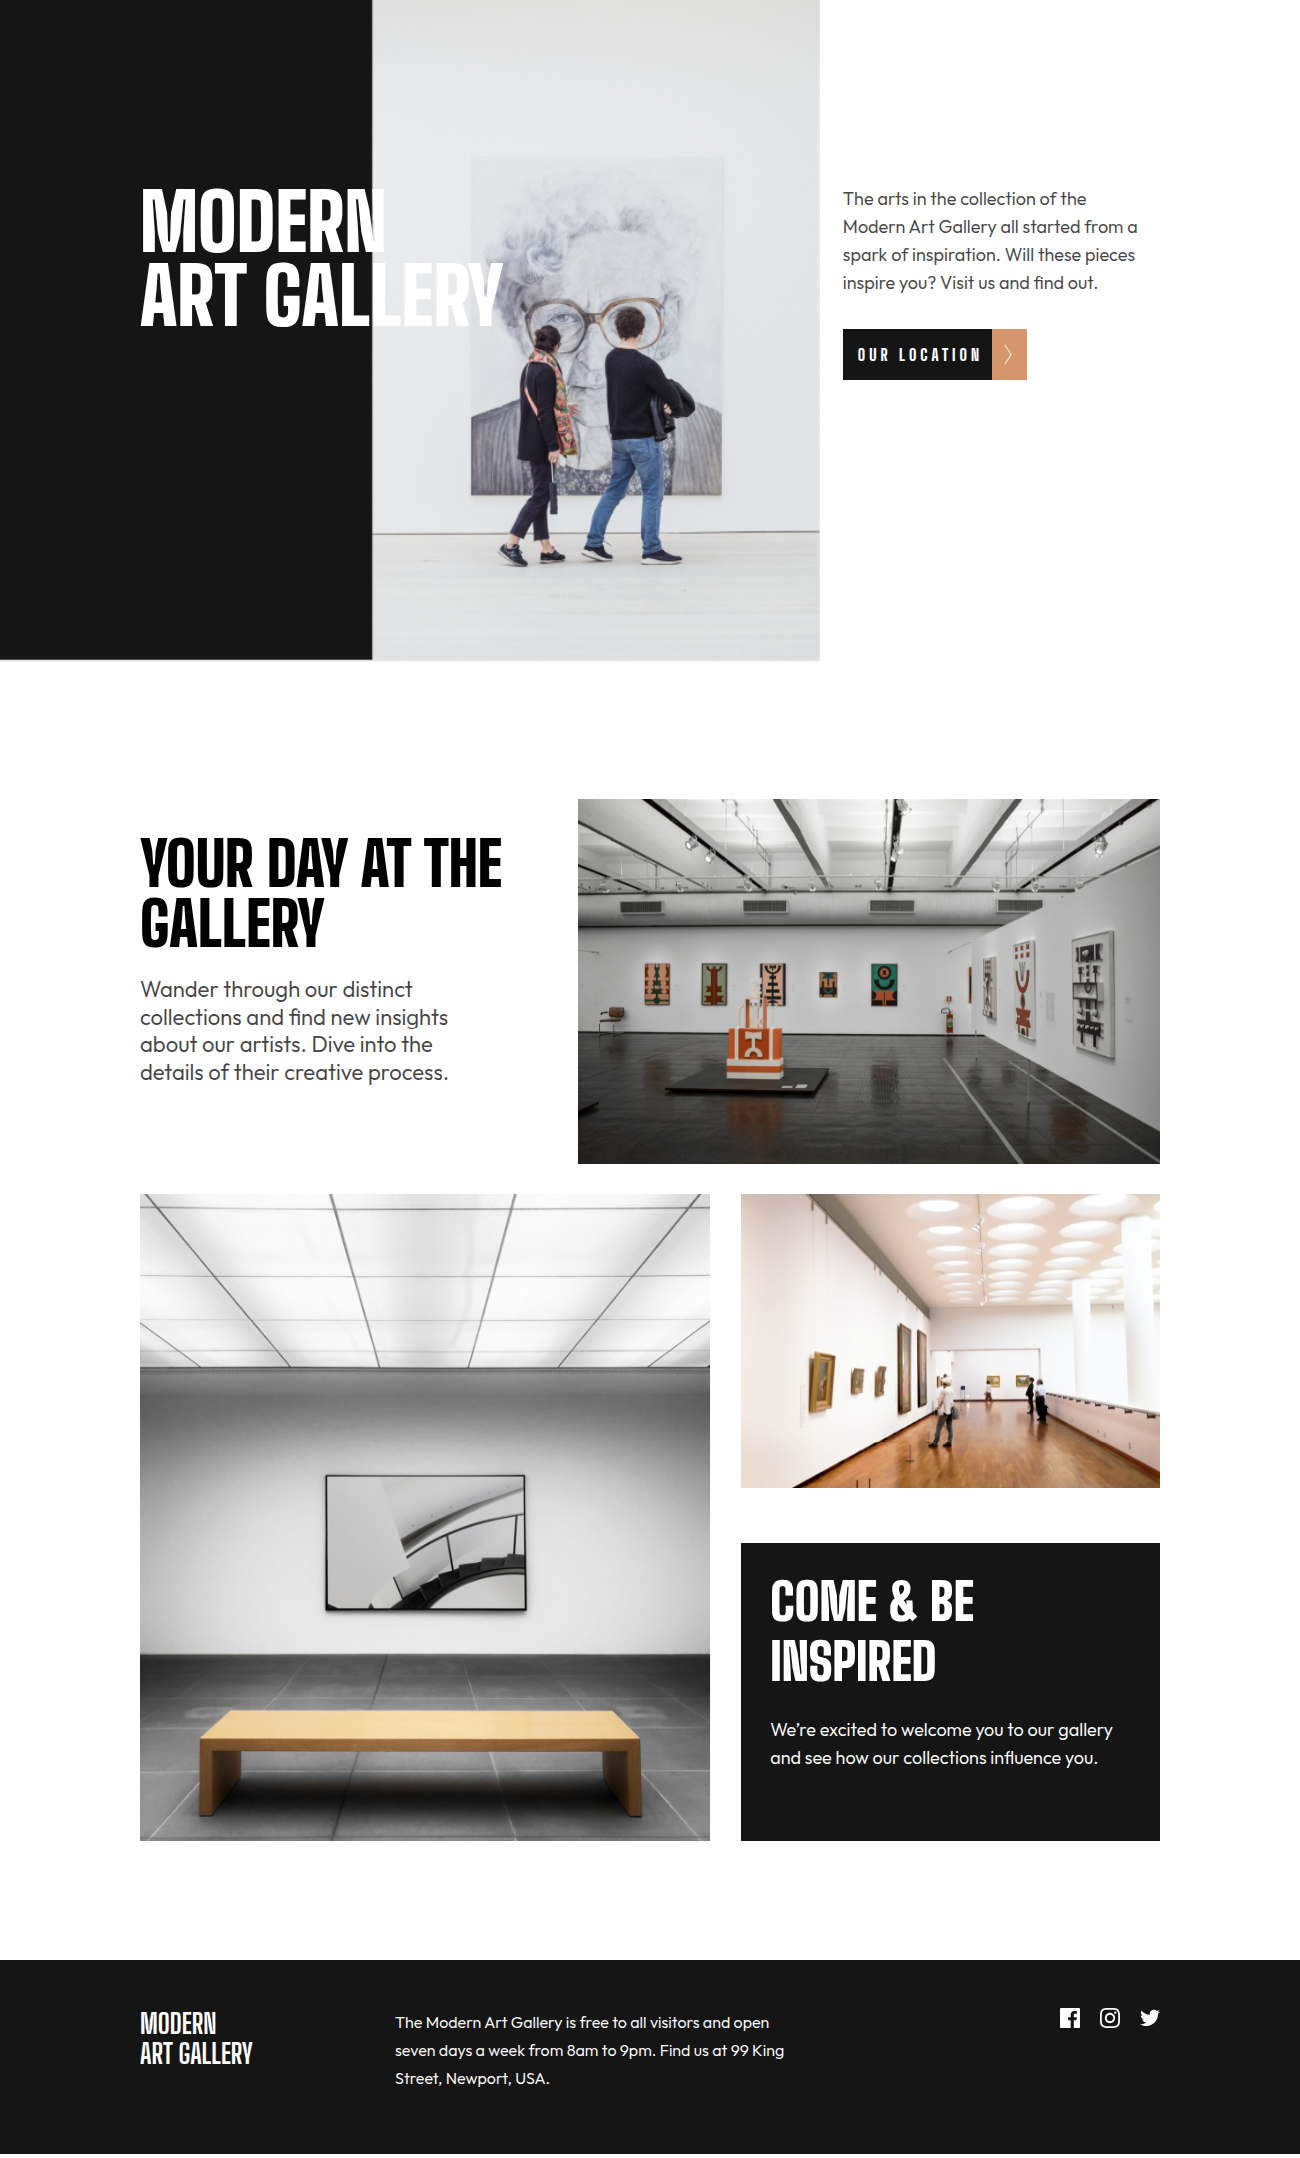 MODERN
ART GALLERY
The arts in the collection of the
Modern Art Gallery all started from a
spark of inspiration. Will these pieces
inspire you? Visit us and find out.
OUR LOCATION
YOUR DAY AT THE
GALLERY
Wander through our distinct
collections and find new insights
about our artists. Dive into the
details of their creative process.
COME & BE
INSPIRED
We’re excited to welcome you to our gallery
and see how our collections influence you.
MODERN
ART GALLERY
The Modern Art Gallery is free to all visitors and open
seven days a week from 8am to 9pm. Find us at 99 King
Street, Newport, USA.